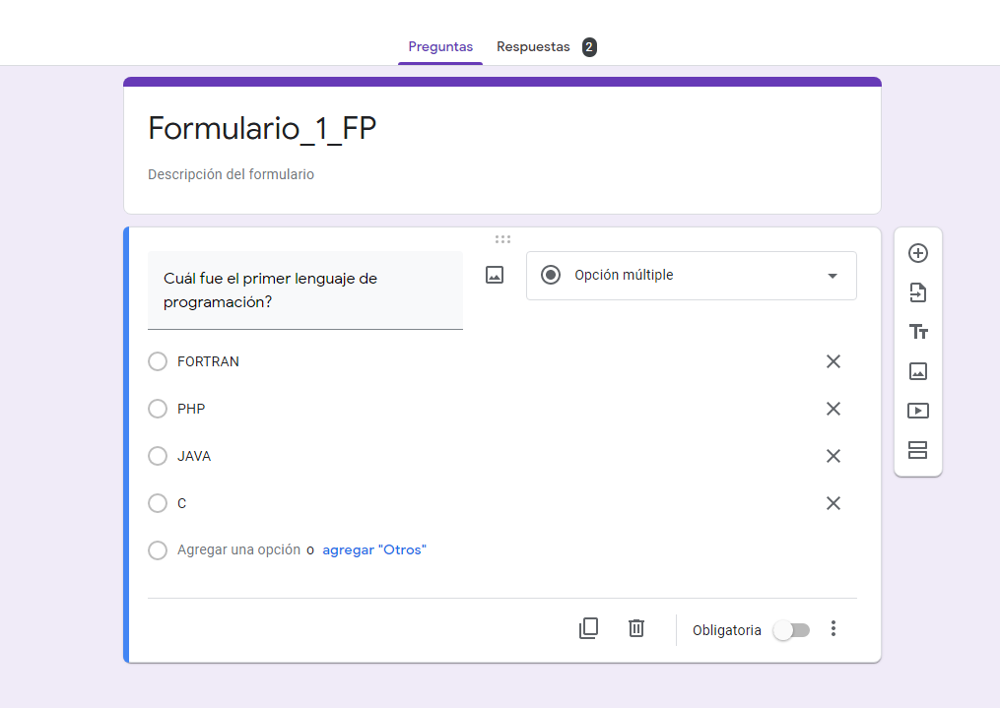 Preguntas Respuestas 2
Formulario_1_FP
Descripción del formulario
Cuál fue el primer lenguaje de
programación?
Opción múltiple
FORTRAN
PHP
JAVA
C
Agregar una opción o agregar "Otros"
Obligatoria
Tт